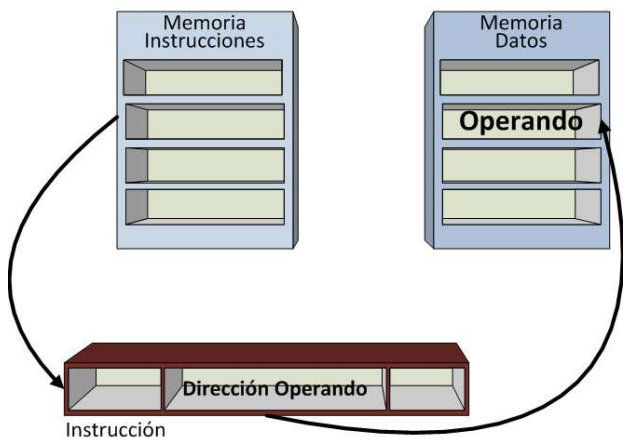 Memoria
Instrucciones
Memoria
Datos
Operando
Dirección Operando
Instrucción